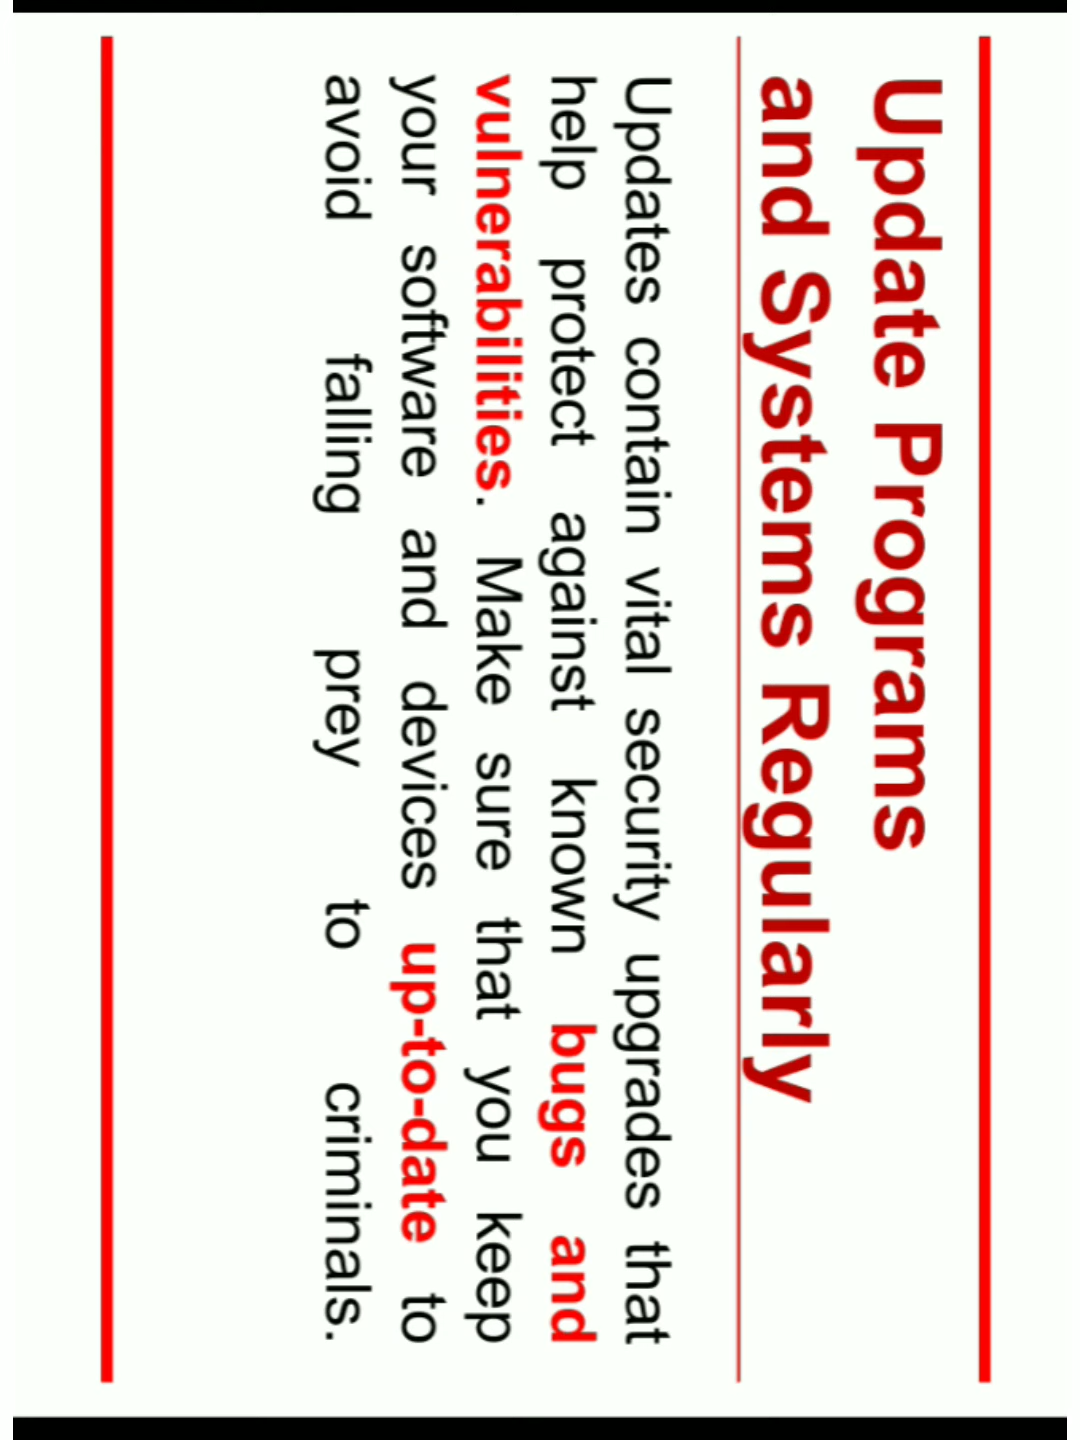 Update Programs
and Systems Regularly
Updates contain vital security upgrades that
help protect against known bugs and
vulnerabilities. Make sure that you keep
your software and devices up-to-date to
avoid falling prey to criminals.